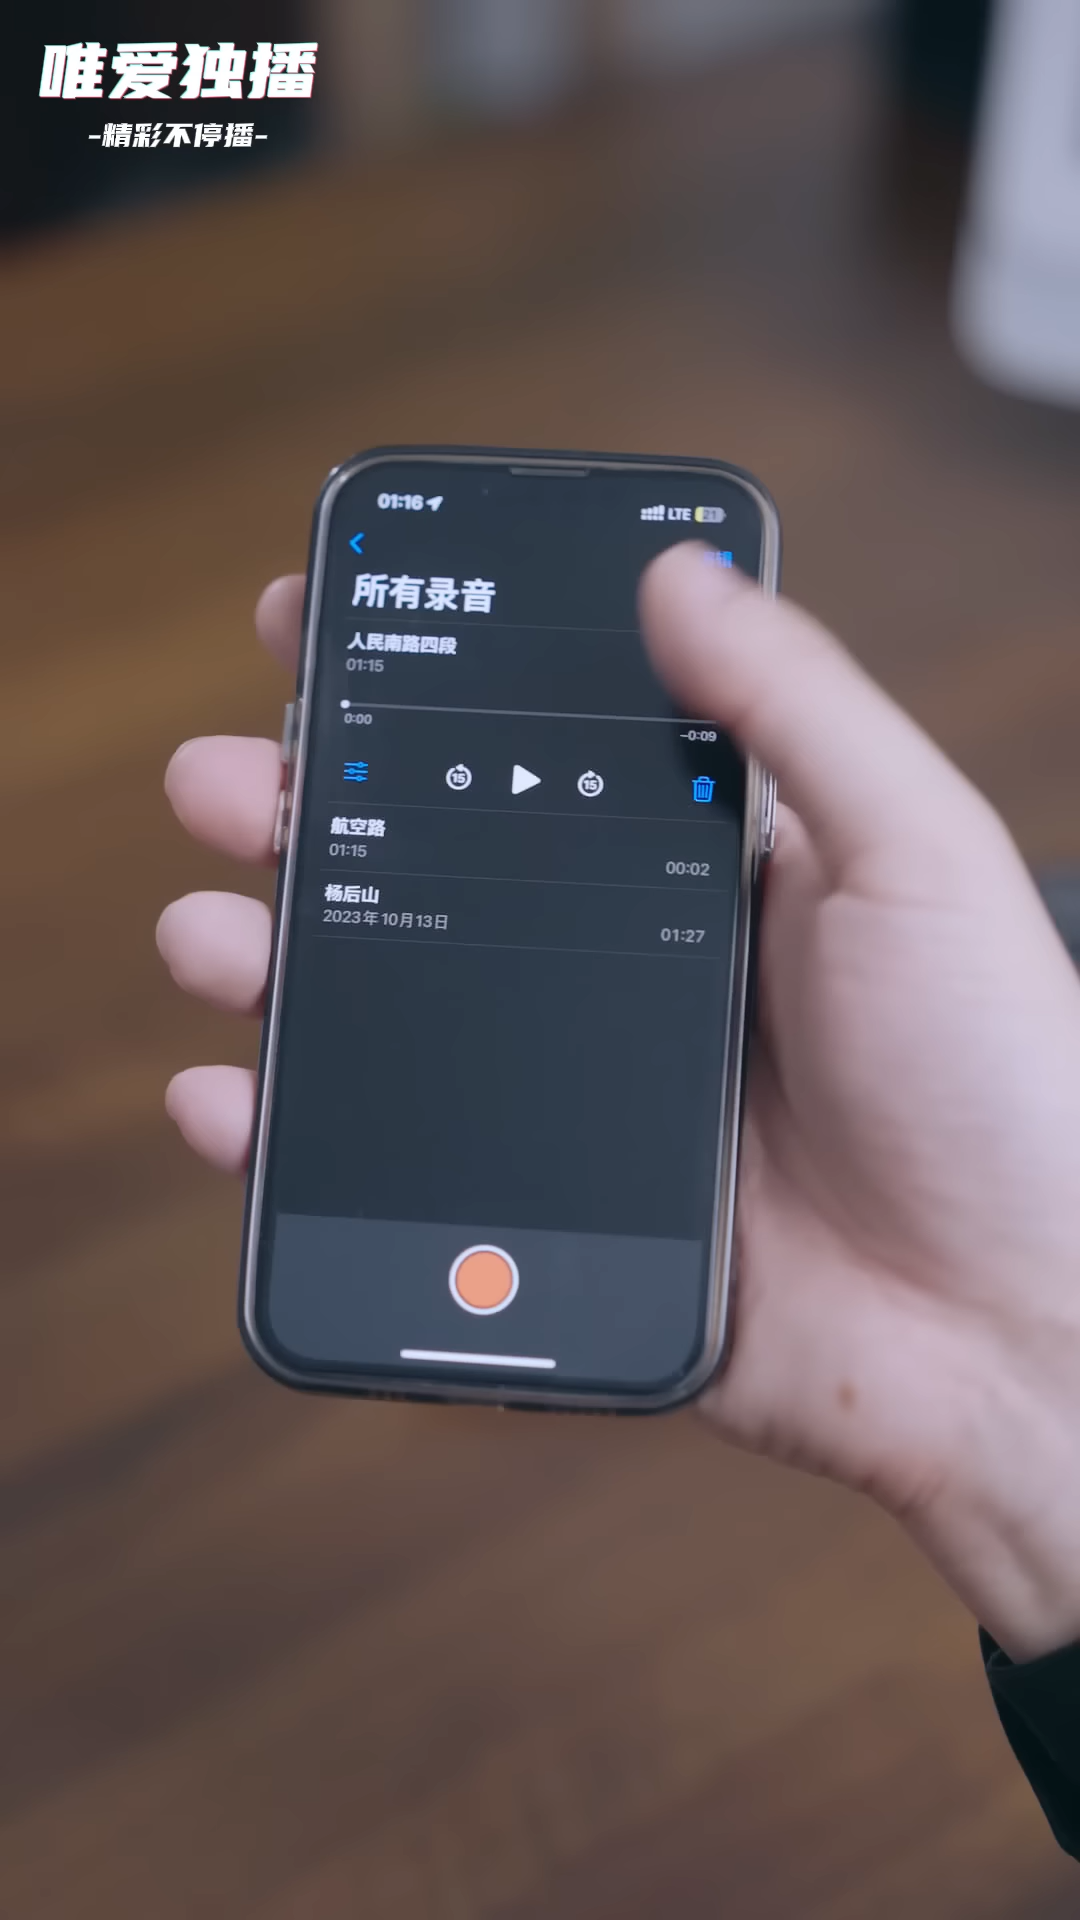 唯爱独播
-精彩不停播-
01:16
LTE 21
所有录音
人民南路四段
01:15
0:00
-0:09
15
15
航空路
01:15
00:02
杨后山
2023年10月13日
01:27